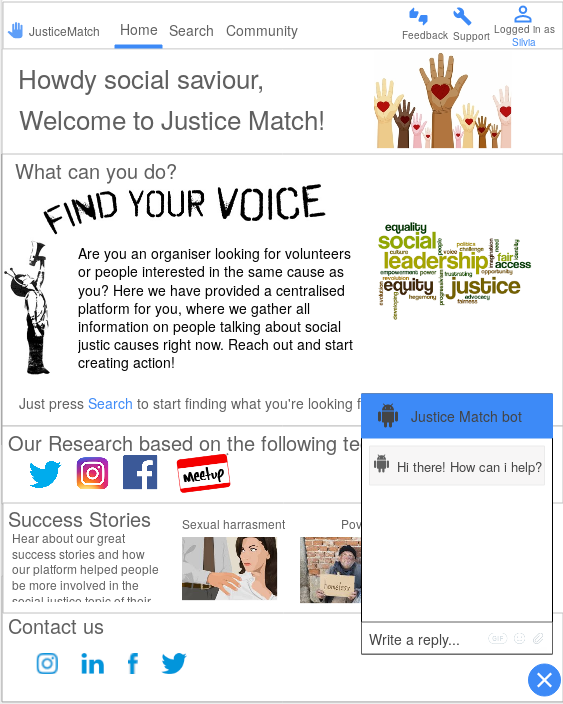 JusticeMatch
Home
Search
Community
Feedback
Support
Logged in as
Silvia
Howdy social saviour,
Welcome to Justice Match!
What can you do?
FIND YOUR VOICE
Are you an organiser looking for volunteers
or people interested in the same cause as
you? Here we have provided a centralised
platform for you, where we gather all
information on people talking about social
justic causes right now. Reach out and start
creating action!
equality
social
politics
challenge
culture
voice
people
need
identity
leadership
fair
access
empowerment power
frustrating
opportunity
revolution
equity
justice
evolution
developing
hegemony
progressive
advocacy
fairness
Just press Search to start finding what you're looking f
Justice Match bot
Our Research based on the following te
Hi there! How can i help?
meetup
Success Stories
Hear about our great
success stories and how
our platform helped people
be more involved in the
social justice topic of their
Sexual harrasment
Pov
HOMELESS
Contact us
Write a reply...
GIF